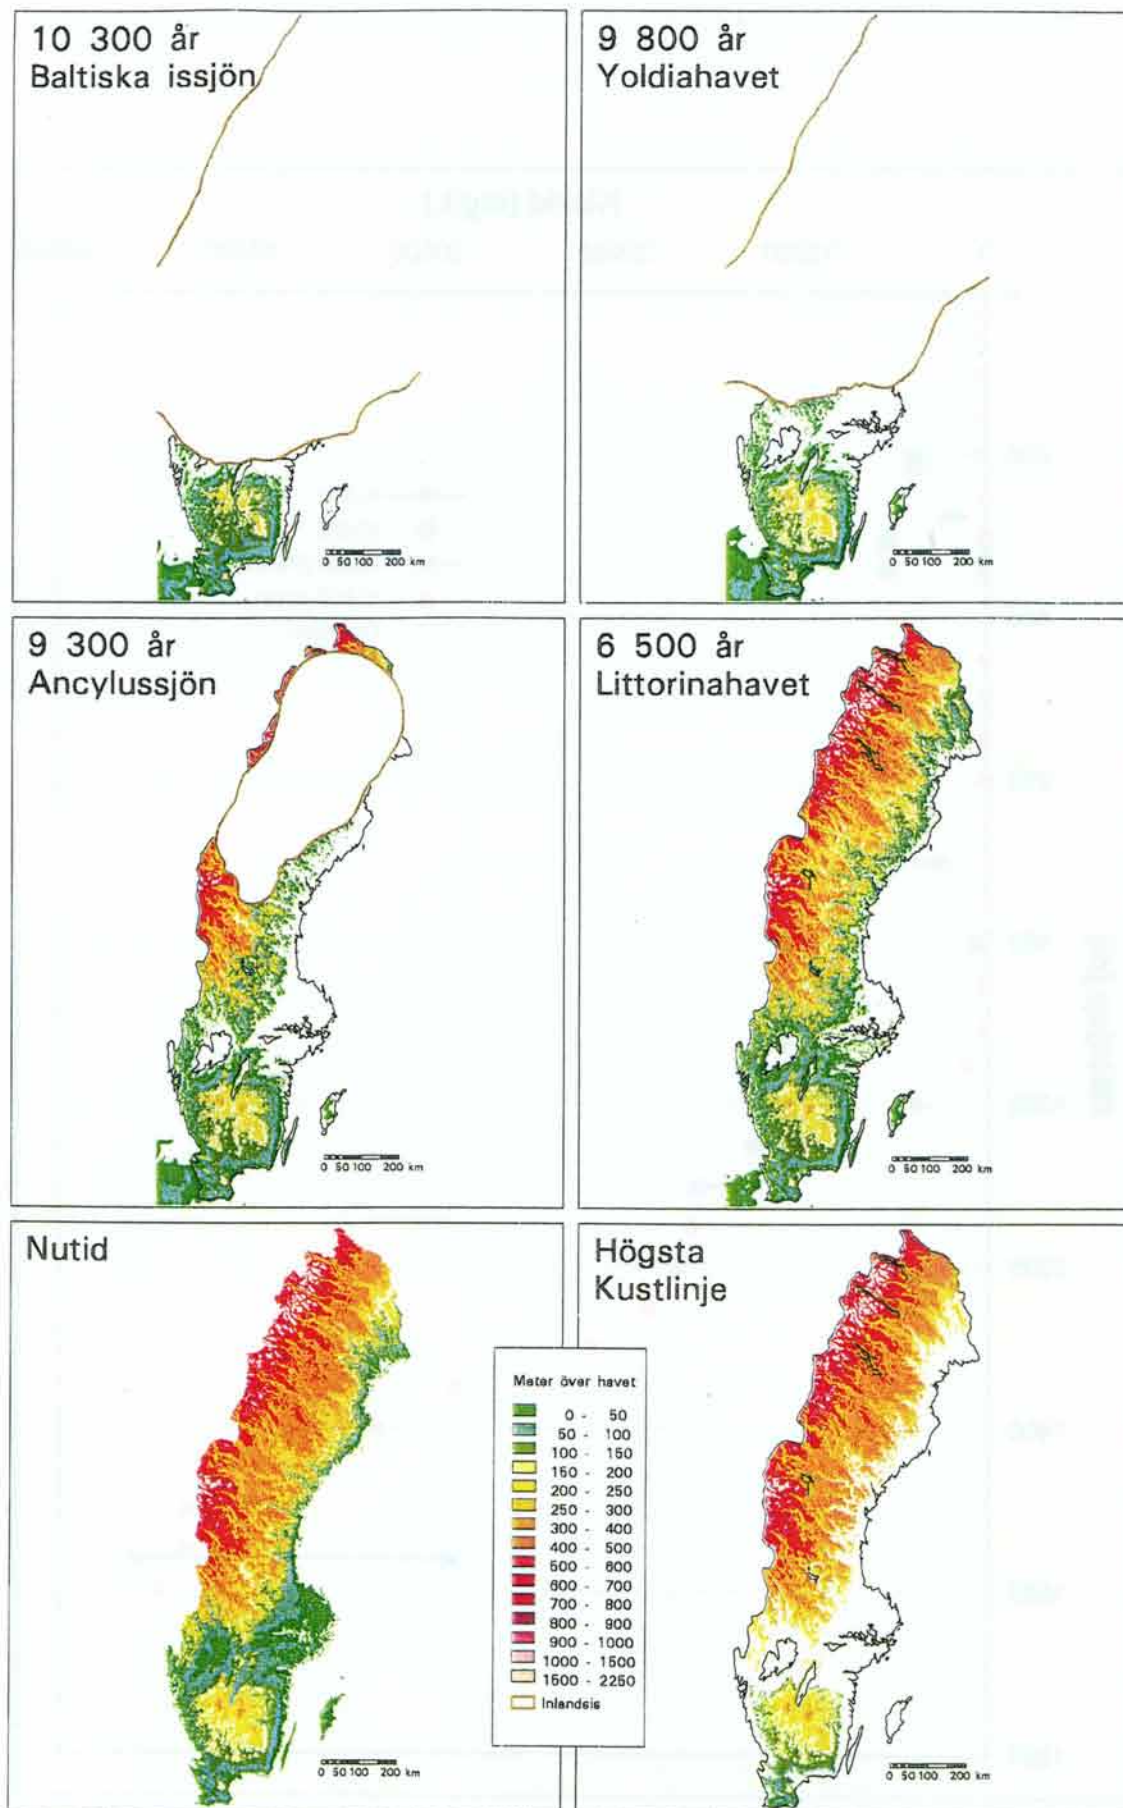 10 300 år
Baltiska issjön
0 50 100 200 km
9 800 år
Yoldiahavet
0 50 100 200 km
9 300 år
Ancylussjön
0 50 100 200 km
6 500 år
Littorinahavet
0 50 100 200 km
Nutid
0 50 100 200 km
Högsta
Kustlinje
0 50 100 200 km
Meter över havet
0 - 50
50 - 100
100 - 150
150 - 200
200 - 250
250 - 300
300 - 400
400 - 500
500 - 600
600 - 700
700 - 800
800 - 900
900 - 1000
1000 - 1500
1500 - 2250
Inlandsis